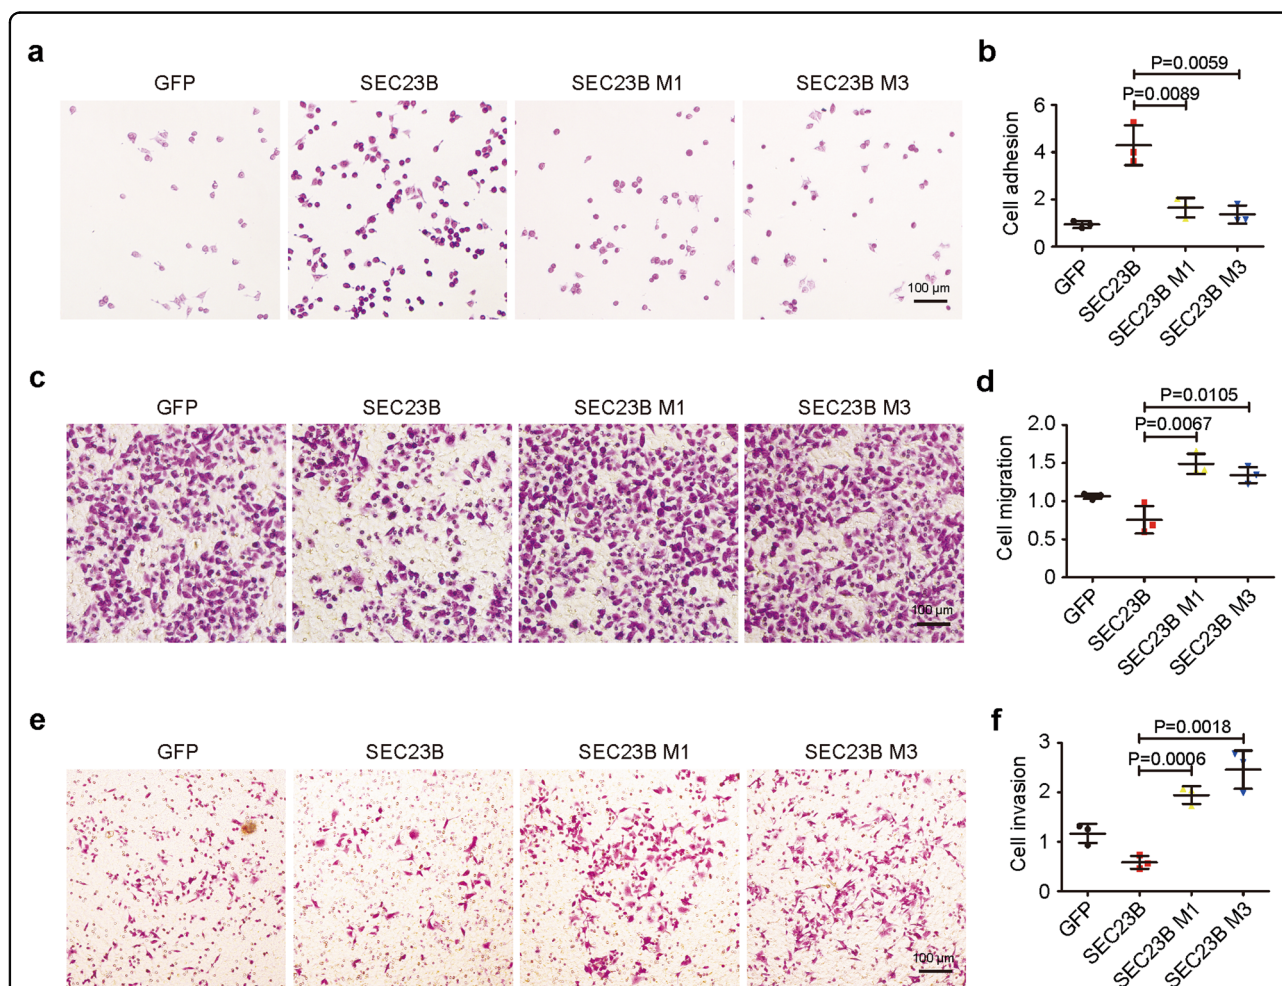 a
GFP
SEC23B
SEC23B M1
SEC23B M3
100 µm
b
P=0.0059
P=0.0089
Cell adhesion
6
4
2
0
GFP
SEC23B
SEC23B M1
SEC23B M3
c
GFP
SEC23B
SEC23B M1
SEC23B M3
100 µm
d
P=0.0105
P=0.0067
Cell migration
2.0
1.5
1.0
0.5
0
GFP
SEC23B
SEC23B M1
SEC23B M3
e
GFP
SEC23B
SEC23B M1
SEC23B M3
100 µm
f
P=0.0018
P=0.0006
Cell invasion
3
2
1
0
GFP
SEC23B
SEC23B M1
SEC23B M3